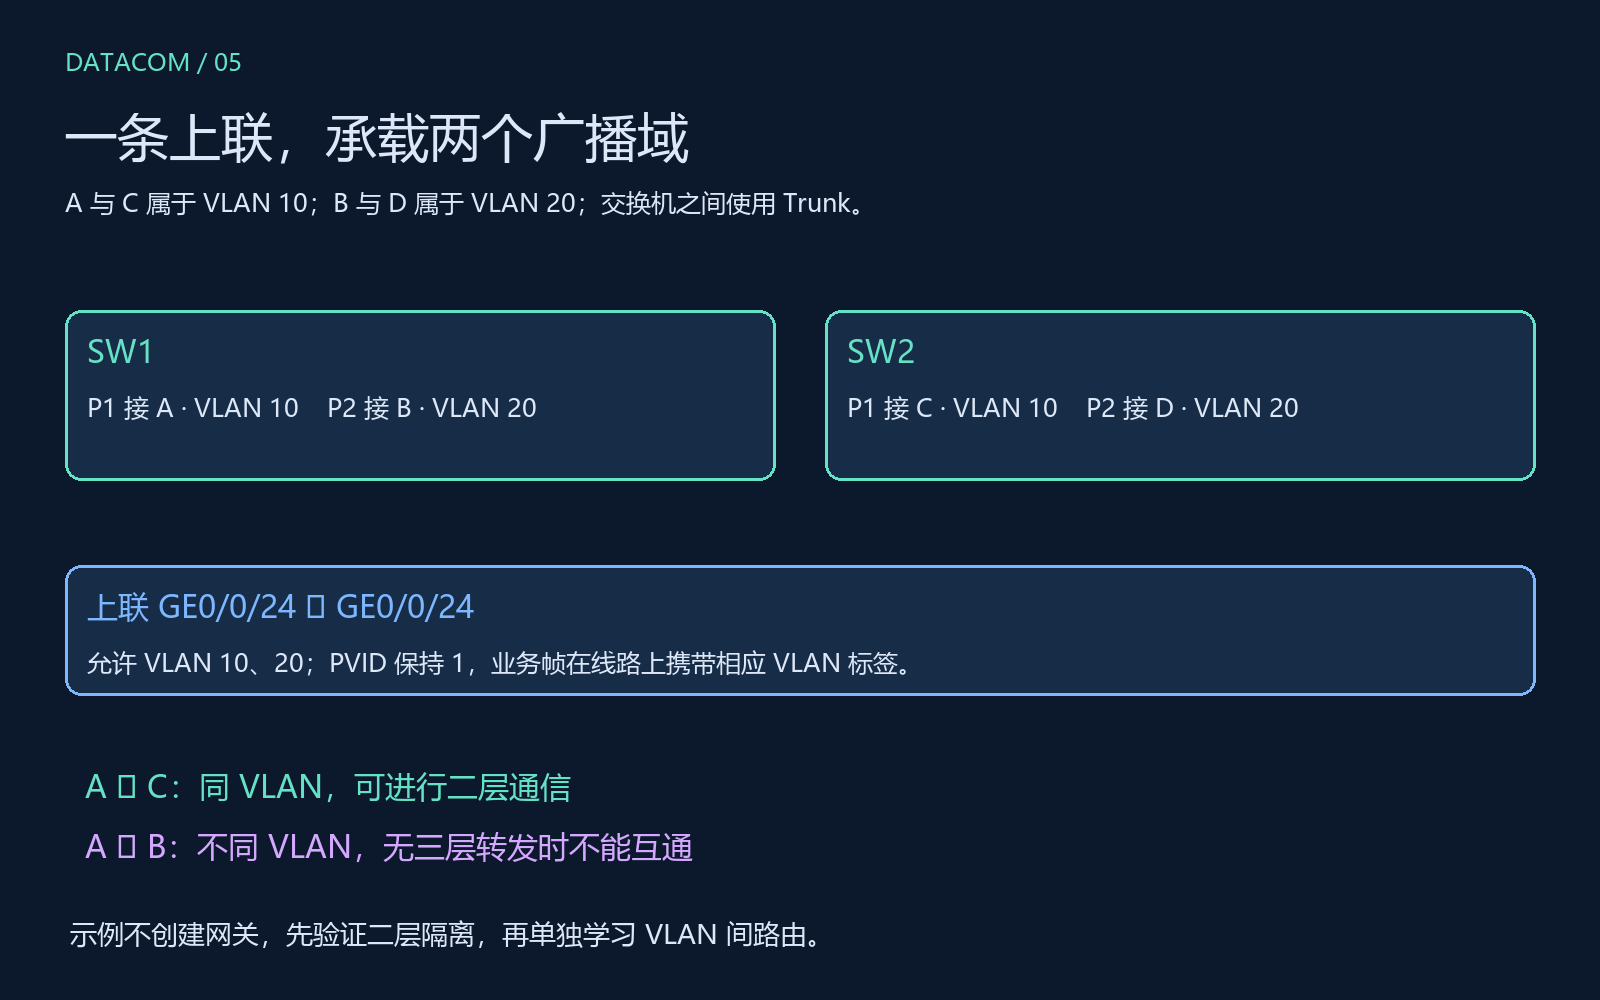 DATACOM / 05
一条上联，承载两个广播域
A 与 C 属于 VLAN 10；B 与 D 属于 VLAN 20；交换机之间使用 Trunk。
SW1
P1 接 A · VLAN 10    P2 接 B · VLAN 20
SW2
P1 接 C · VLAN 10    P2 接 D · VLAN 20
上联 GE0/0/24 □ GE0/0/24
允许 VLAN 10、20；PVID 保持 1，业务帧在线路上携带相应 VLAN 标签。
A □ C：同 VLAN，可进行二层通信
A □ B：不同 VLAN，无三层转发时不能互通
示例不创建网关，先验证二层隔离，再单独学习 VLAN 间路由。